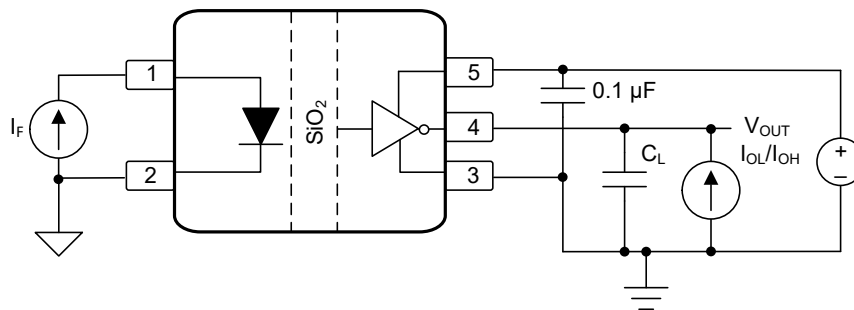 1
5
0.1 µF
I_F
SiO₂
4
V_OUT
I_OL/I_OH
C_L
+
–
2
3